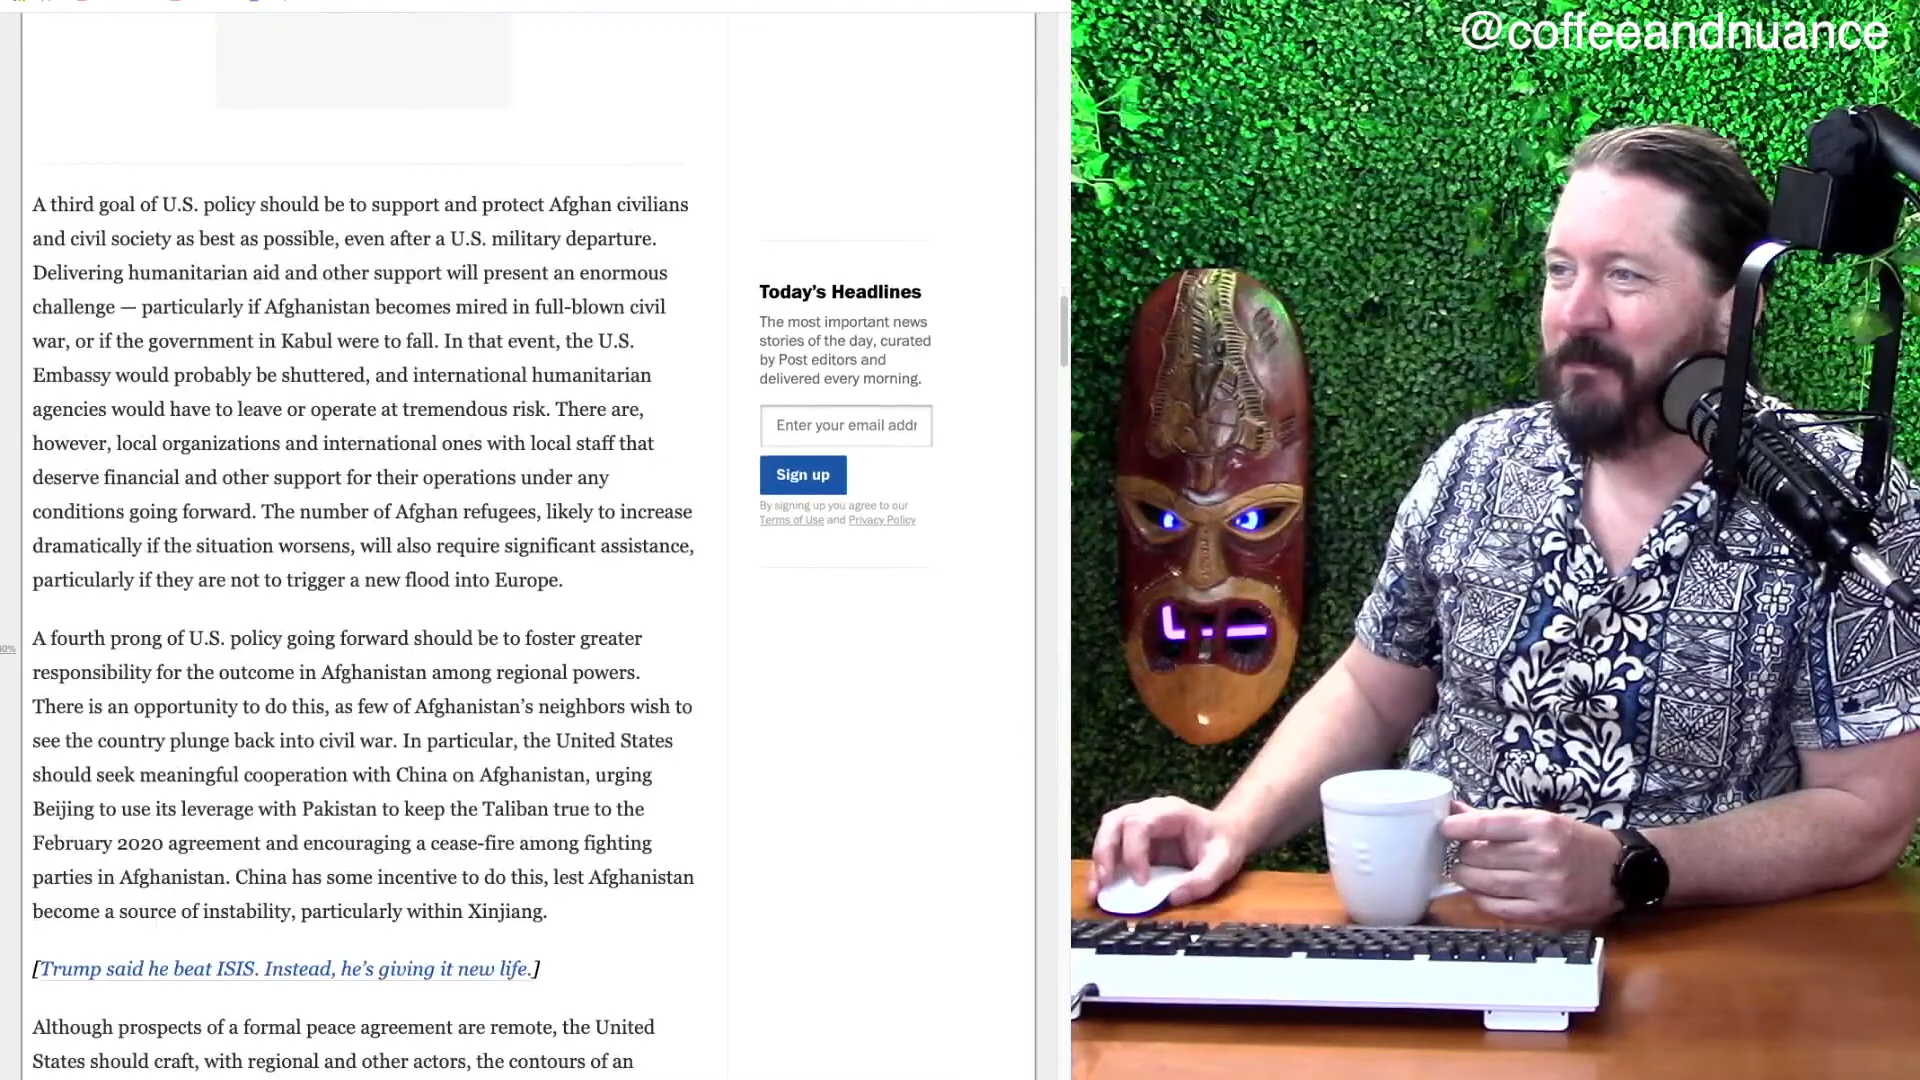 @coffeeandnuance
A third goal of U.S. policy should be to support and protect Afghan civilians
and civil society as best as possible, even after a U.S. military departure.
Delivering humanitarian aid and other support will present an enormous
challenge — particularly if Afghanistan becomes mired in full-blown civil
war, or if the government in Kabul were to fall. In that event, the U.S.
Embassy would probably be shuttered, and international humanitarian
agencies would have to leave or operate at tremendous risk. There are,
however, local organizations and international ones with local staff that
deserve financial and other support for their operations under any
conditions going forward. The number of Afghan refugees, likely to increase
dramatically if the situation worsens, will also require significant assistance,
particularly if they are not to trigger a new flood into Europe.
A fourth prong of U.S. policy going forward should be to foster greater
responsibility for the outcome in Afghanistan among regional powers.
There is an opportunity to do this, as few of Afghanistan's neighbors wish to
see the country plunge back into civil war. In particular, the United States
should seek meaningful cooperation with China on Afghanistan, urging
Beijing to use its leverage with Pakistan to keep the Taliban true to the
February 2020 agreement and encouraging a cease-fire among fighting
parties in Afghanistan. China has some incentive to do this, lest Afghanistan
become a source of instability, particularly within Xinjiang.
[Trump said he beat ISIS. Instead, he's giving it new life.]
Although prospects of a formal peace agreement are remote, the United
States should craft, with regional and other actors, the contours of an
Today's Headlines
The most important news
stories of the day, curated
by Post editors and
delivered every morning.
Enter your email addr
Sign up
By signing up you agree to our
Terms of Use and Privacy Policy